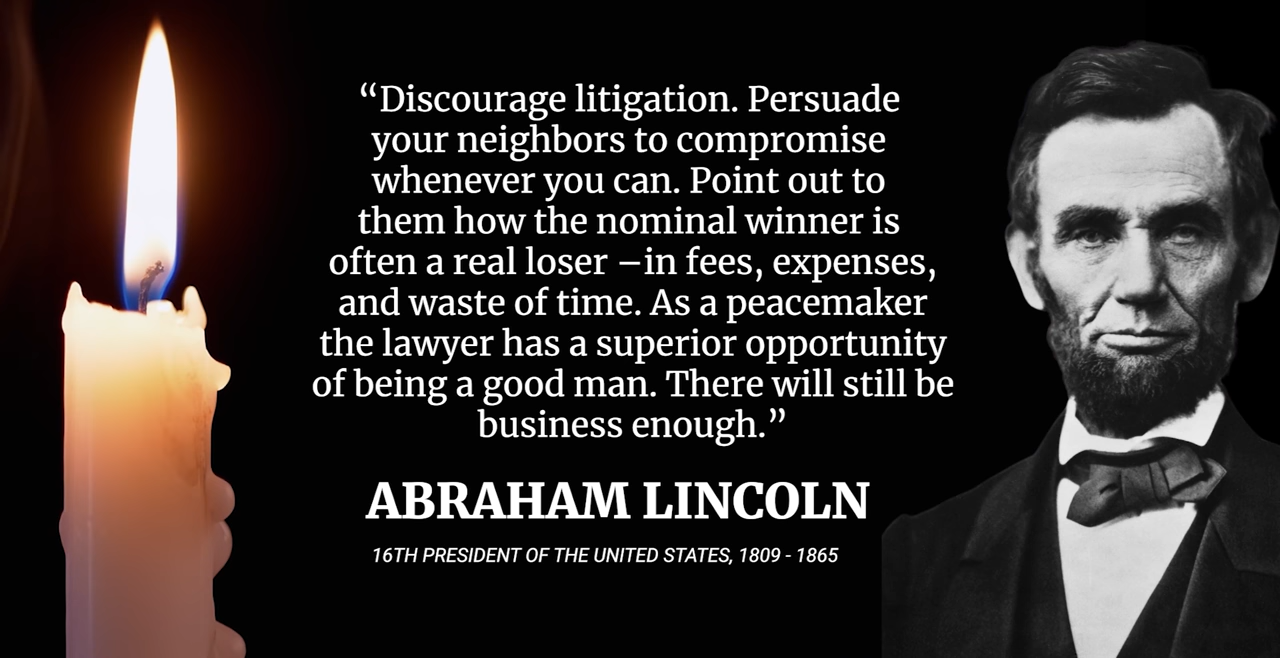 “Discourage litigation. Persuade
your neighbors to compromise
whenever you can. Point out to
them how the nominal winner is
often a real loser –in fees, expenses,
and waste of time. As a peacemaker
the lawyer has a superior opportunity
of being a good man. There will still be
business enough.”
ABRAHAM LINCOLN
16TH PRESIDENT OF THE UNITED STATES, 1809 - 1865